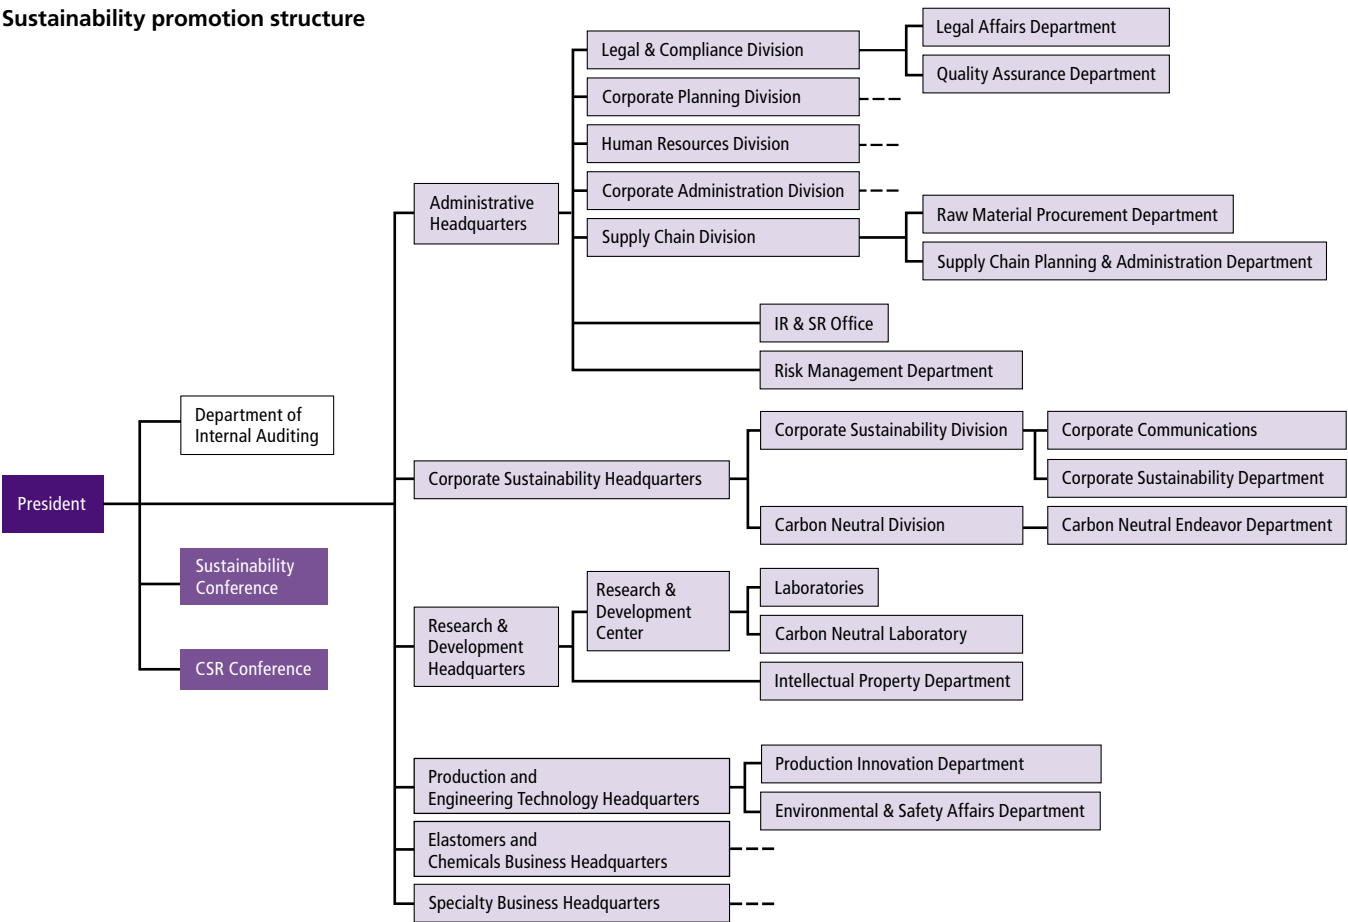 Sustainability promotion structure
Legal & Compliance Division
Legal Affairs Department
Quality Assurance Department
Corporate Planning Division
Human Resources Division
Corporate Administration Division
Administrative
Headquarters
Supply Chain Division
Raw Material Procurement Department
Supply Chain Planning & Administration Department
IR & SR Office
Risk Management Department
Department of
Internal Auditing
President
Sustainability
Conference
CSR Conference
Corporate Sustainability Headquarters
Corporate Sustainability Division
Corporate Communications
Corporate Sustainability Department
Carbon Neutral Division
Carbon Neutral Endeavor Department
Research &
Development
Headquarters
Research &
Development
Center
Laboratories
Carbon Neutral Laboratory
Intellectual Property Department
Production and
Engineering Technology Headquarters
Production Innovation Department
Environmental & Safety Affairs Department
Elastomers and
Chemicals Business Headquarters
Specialty Business Headquarters